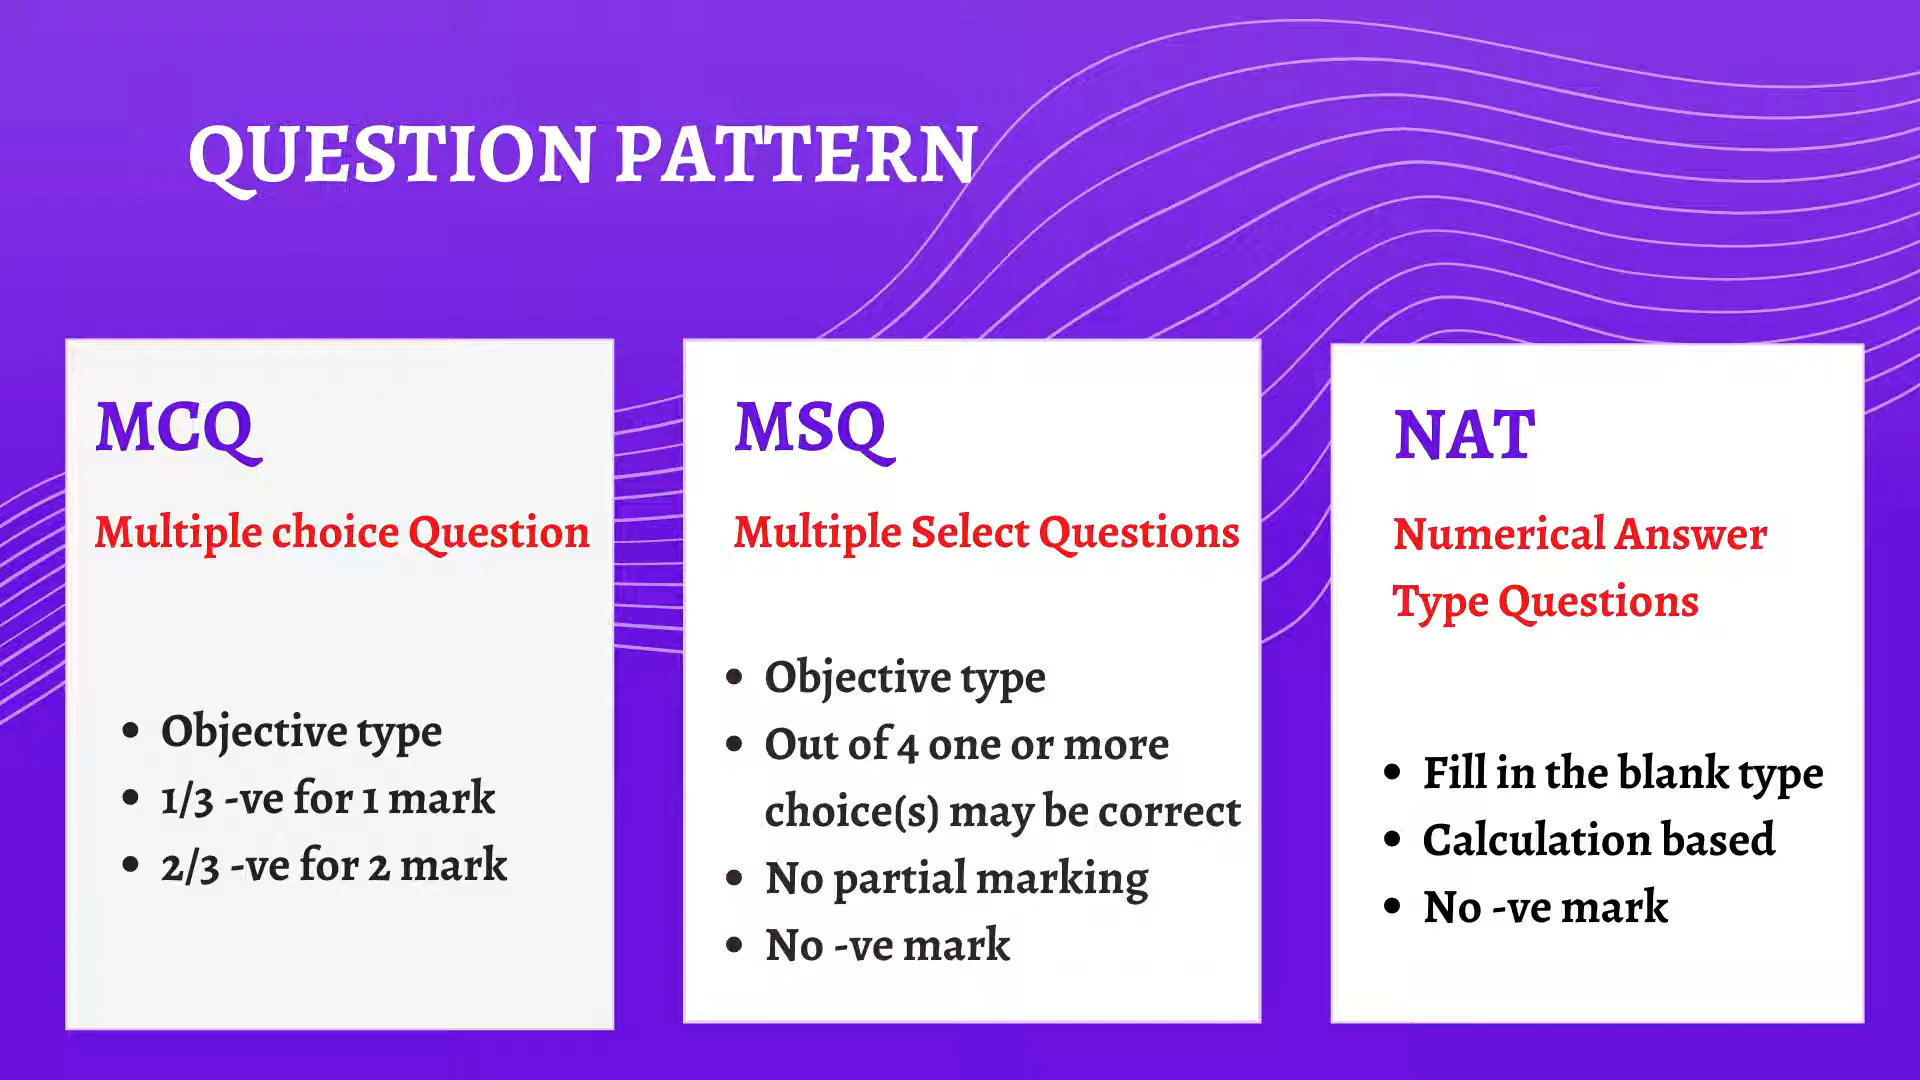 QUESTION PATTERN
MCQ
Multiple choice Question
• Objective type
• 1/3 -ve for 1 mark
• 2/3 -ve for 2 mark
MSQ
Multiple Select Questions
• Objective type
• Out of 4 one or more
choice(s) may be correct
• No partial marking
• No -ve mark
NAT
Numerical Answer
Type Questions
• Fill in the blank type
• Calculation based
• No -ve mark